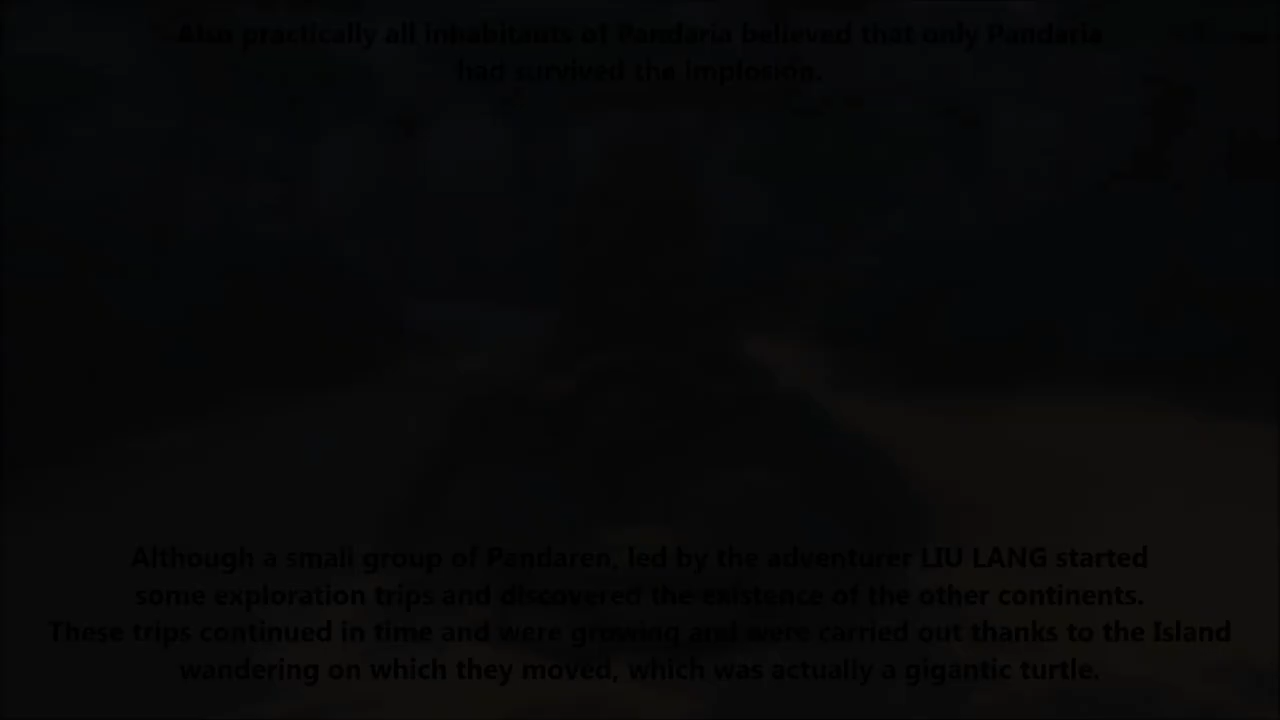 Also practically all inhabitants of Pandaria believed that only Pandaria
had survived the Implosion.
Although a small group of Pandaren, led by the adventurer LIU LANG started
some exploration trips and discovered the existence of the other continents.
These trips continued in time and were growing and were carried out thanks to the Island
wandering on which they moved, which was actually a gigantic turtle.